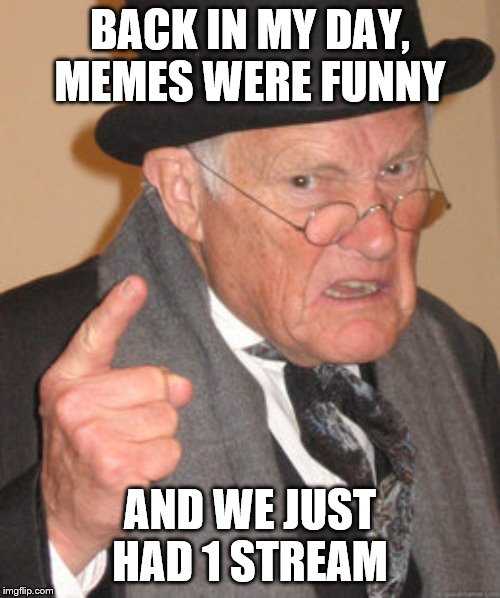 BACK IN MY DAY,
MEMES WERE FUNNY
AND WE JUST
HAD 1 STREAM
imgflip.com